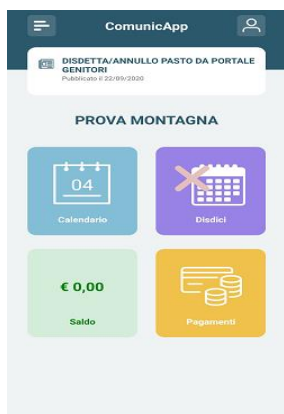 ComunicApp
DISDETTA/ANNULLO PASTO DA PORTALE
GENITORI
Pubblicato il 22/09/2020
PROVA MONTAGNA
04
Calendario
Disdici
€ 0,00
Saldo
Pagamenti